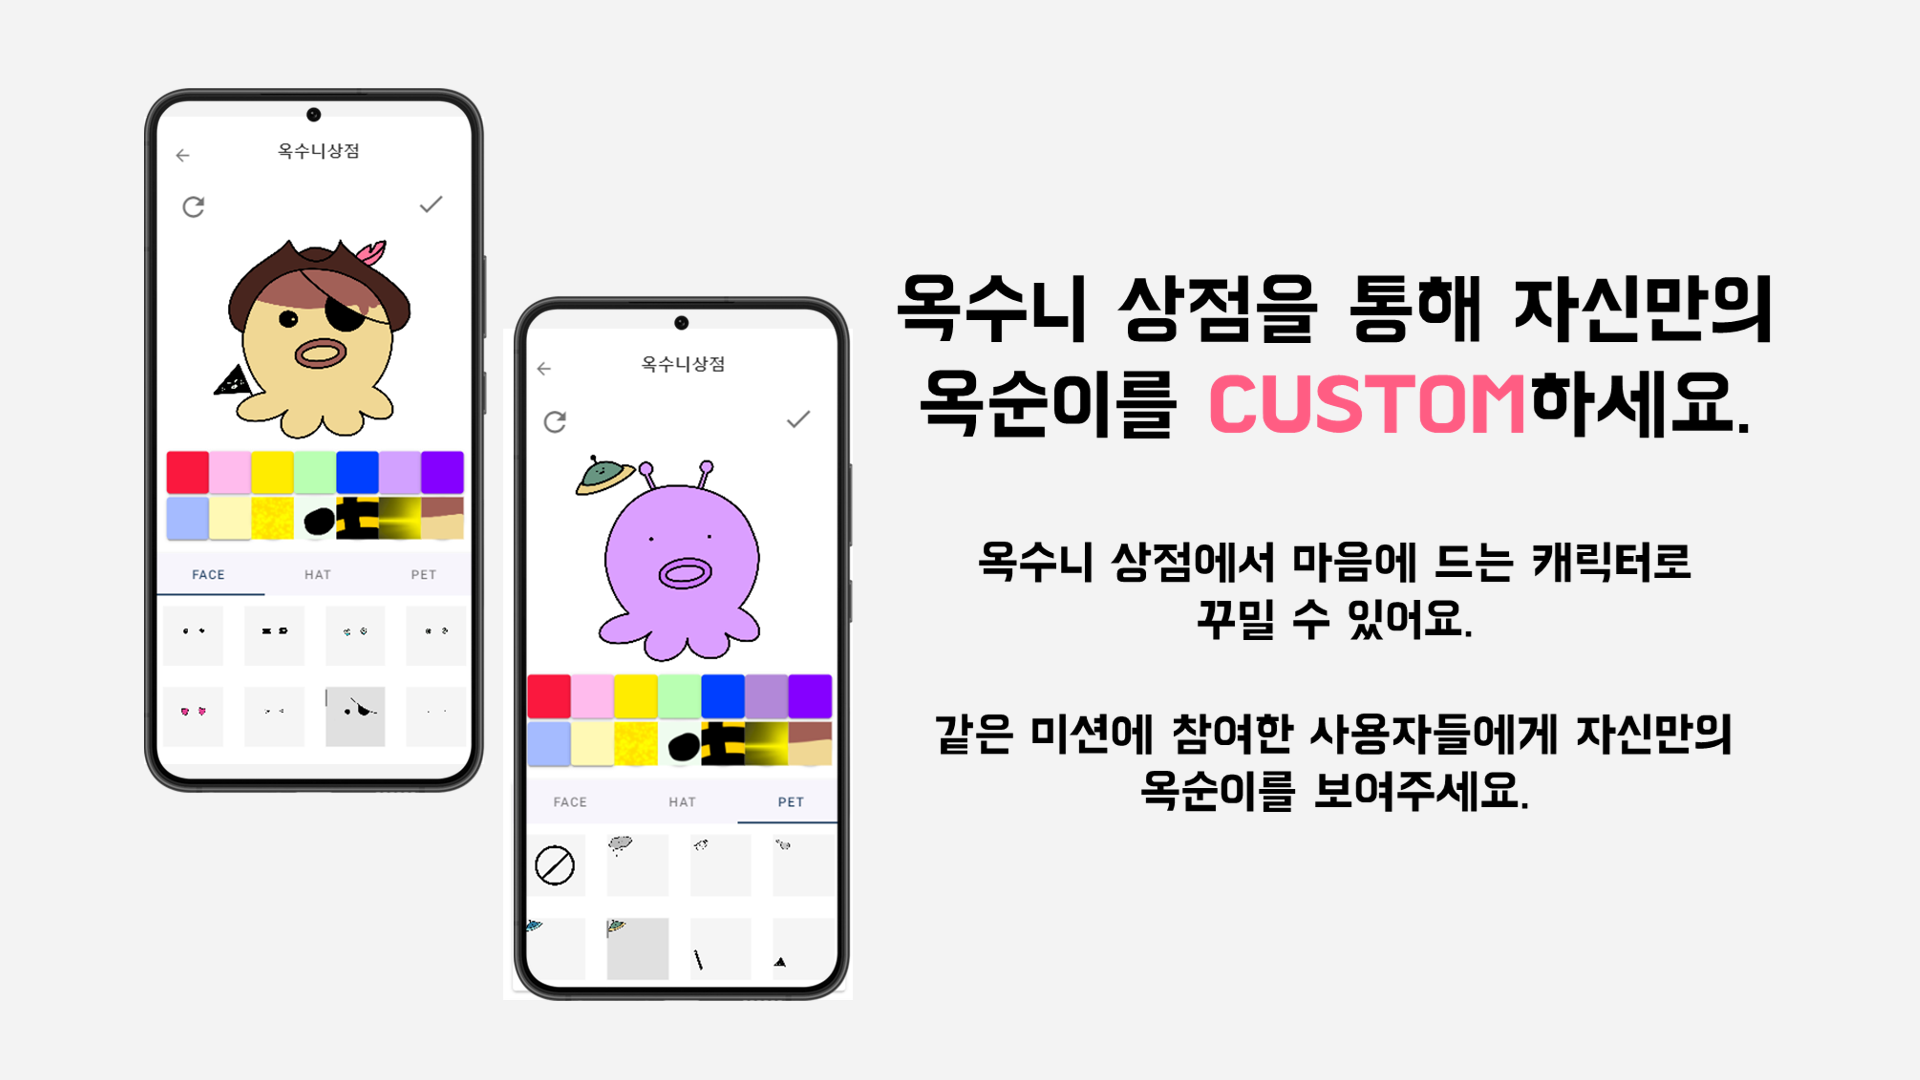 옥수니상점
FACE HAT PET
옥수니상점
FACE HAT PET
옥수니 상점을 통해 자신만의
옥순이를 CUSTOM하세요.
옥수니 상점에서 마음에 드는 캐릭터로
꾸밀 수 있어요.
같은 미션에 참여한 사용자들에게 자신만의
옥순이를 보여주세요.